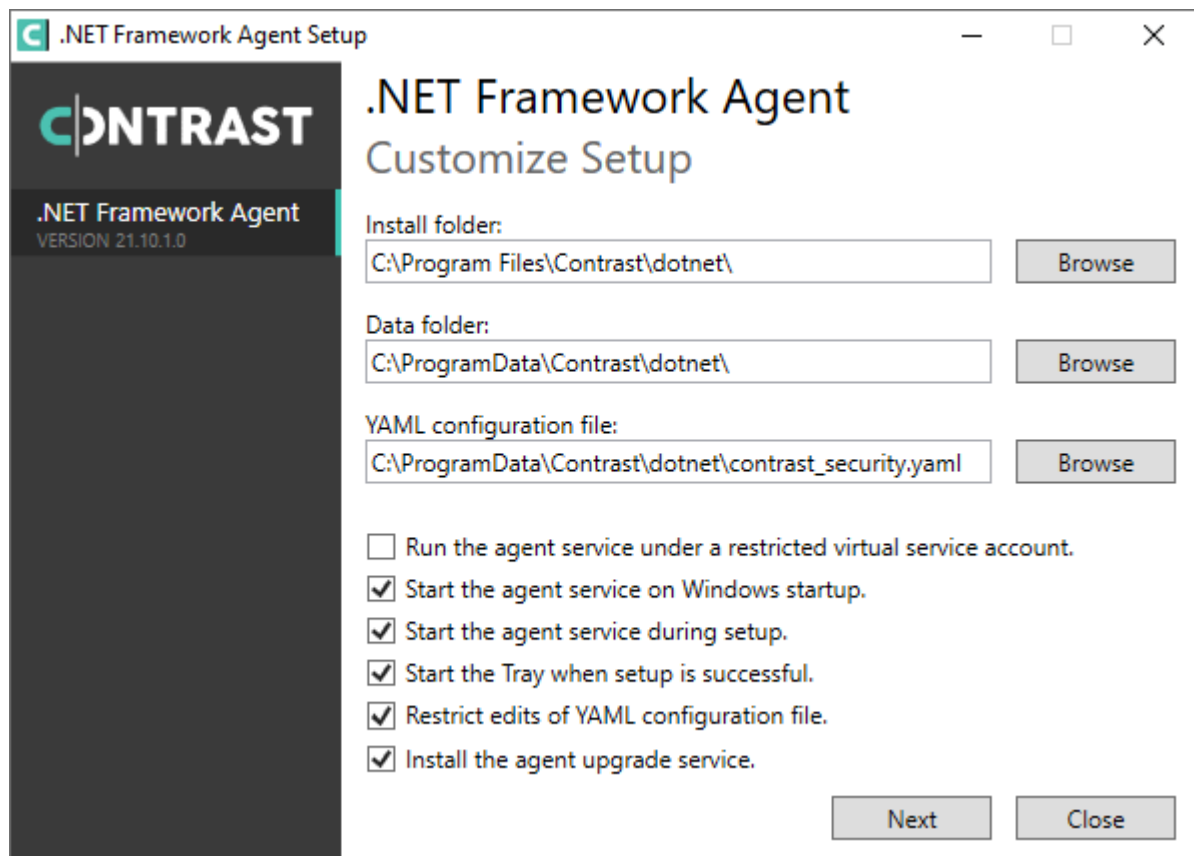 .NET Framework Agent Setup
CONTRAST
.NET Framework Agent
VERSION 21.10.1.0
.NET Framework Agent
Customize Setup
Install folder:
C:\Program Files\Contrast\dotnet\
Browse
Data folder:
C:\ProgramData\Contrast\dotnet\
Browse
YAML configuration file:
C:\ProgramData\Contrast\dotnet\contrast_security.yaml
Browse
Run the agent service under a restricted virtual service account.
Start the agent service on Windows startup.
Start the agent service during setup.
Start the Tray when setup is successful.
Restrict edits of YAML configuration file.
Install the agent upgrade service.
Next
Close